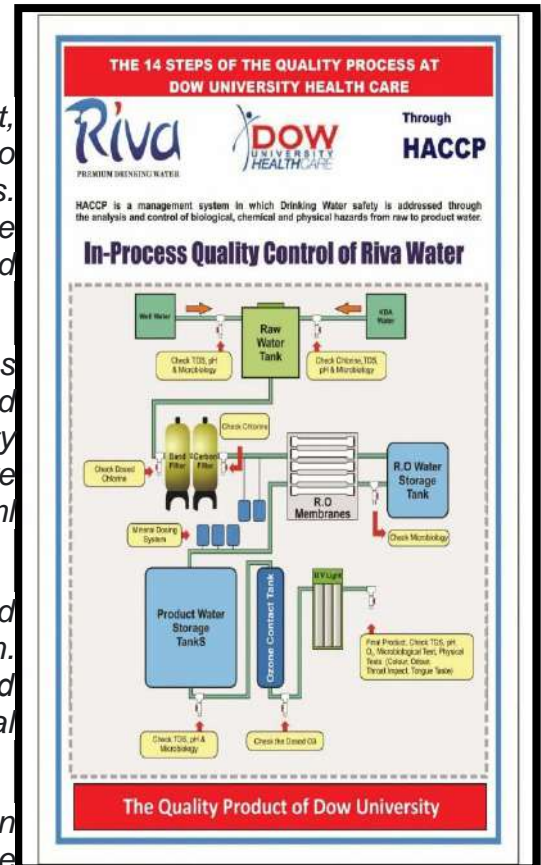 t,
o
s.
e
d
s
d
y
e
ml
d
n.
d
al
n
e
THE 14 STEPS OF THE QUALITY PROCESS AT
DOW UNIVERSITY HEALTH CARE
Riva
PREMIUM DRINKING WATER
DOW
UNIVERSITY
HEALTHCARE
Through
HACCP
HACCP is a management system in which Drinking Water safety is addressed through
the analysis and control of biological, chemical and physical hazards from raw to product water.
In-Process Quality Control of Riva Water
Well Water
Raw
Water
Tank
KBA
Water
Check TDS, pH
& Microbiology
Check Chlorine, TDS,
pH & Microbiology
Check Chlorine
Sand
Filter
Carbon
Filter
Check Dosed
Chlorine
R.O
Membranes
R.O Water
Storage
Tank
Mineral Dosing
System
Check Microbiology
Product Water
Storage
TankS
Ozone Contact Tank
U V Light
Final Product, Check TDS, pH,
O₃, Microbiological Test, Physical
Tests (Colour, Odour,
Throat Impact, Tongue Taste)
Check TDS, pH &
Microbiology
Check the Dosed O3
The Quality Product of Dow University